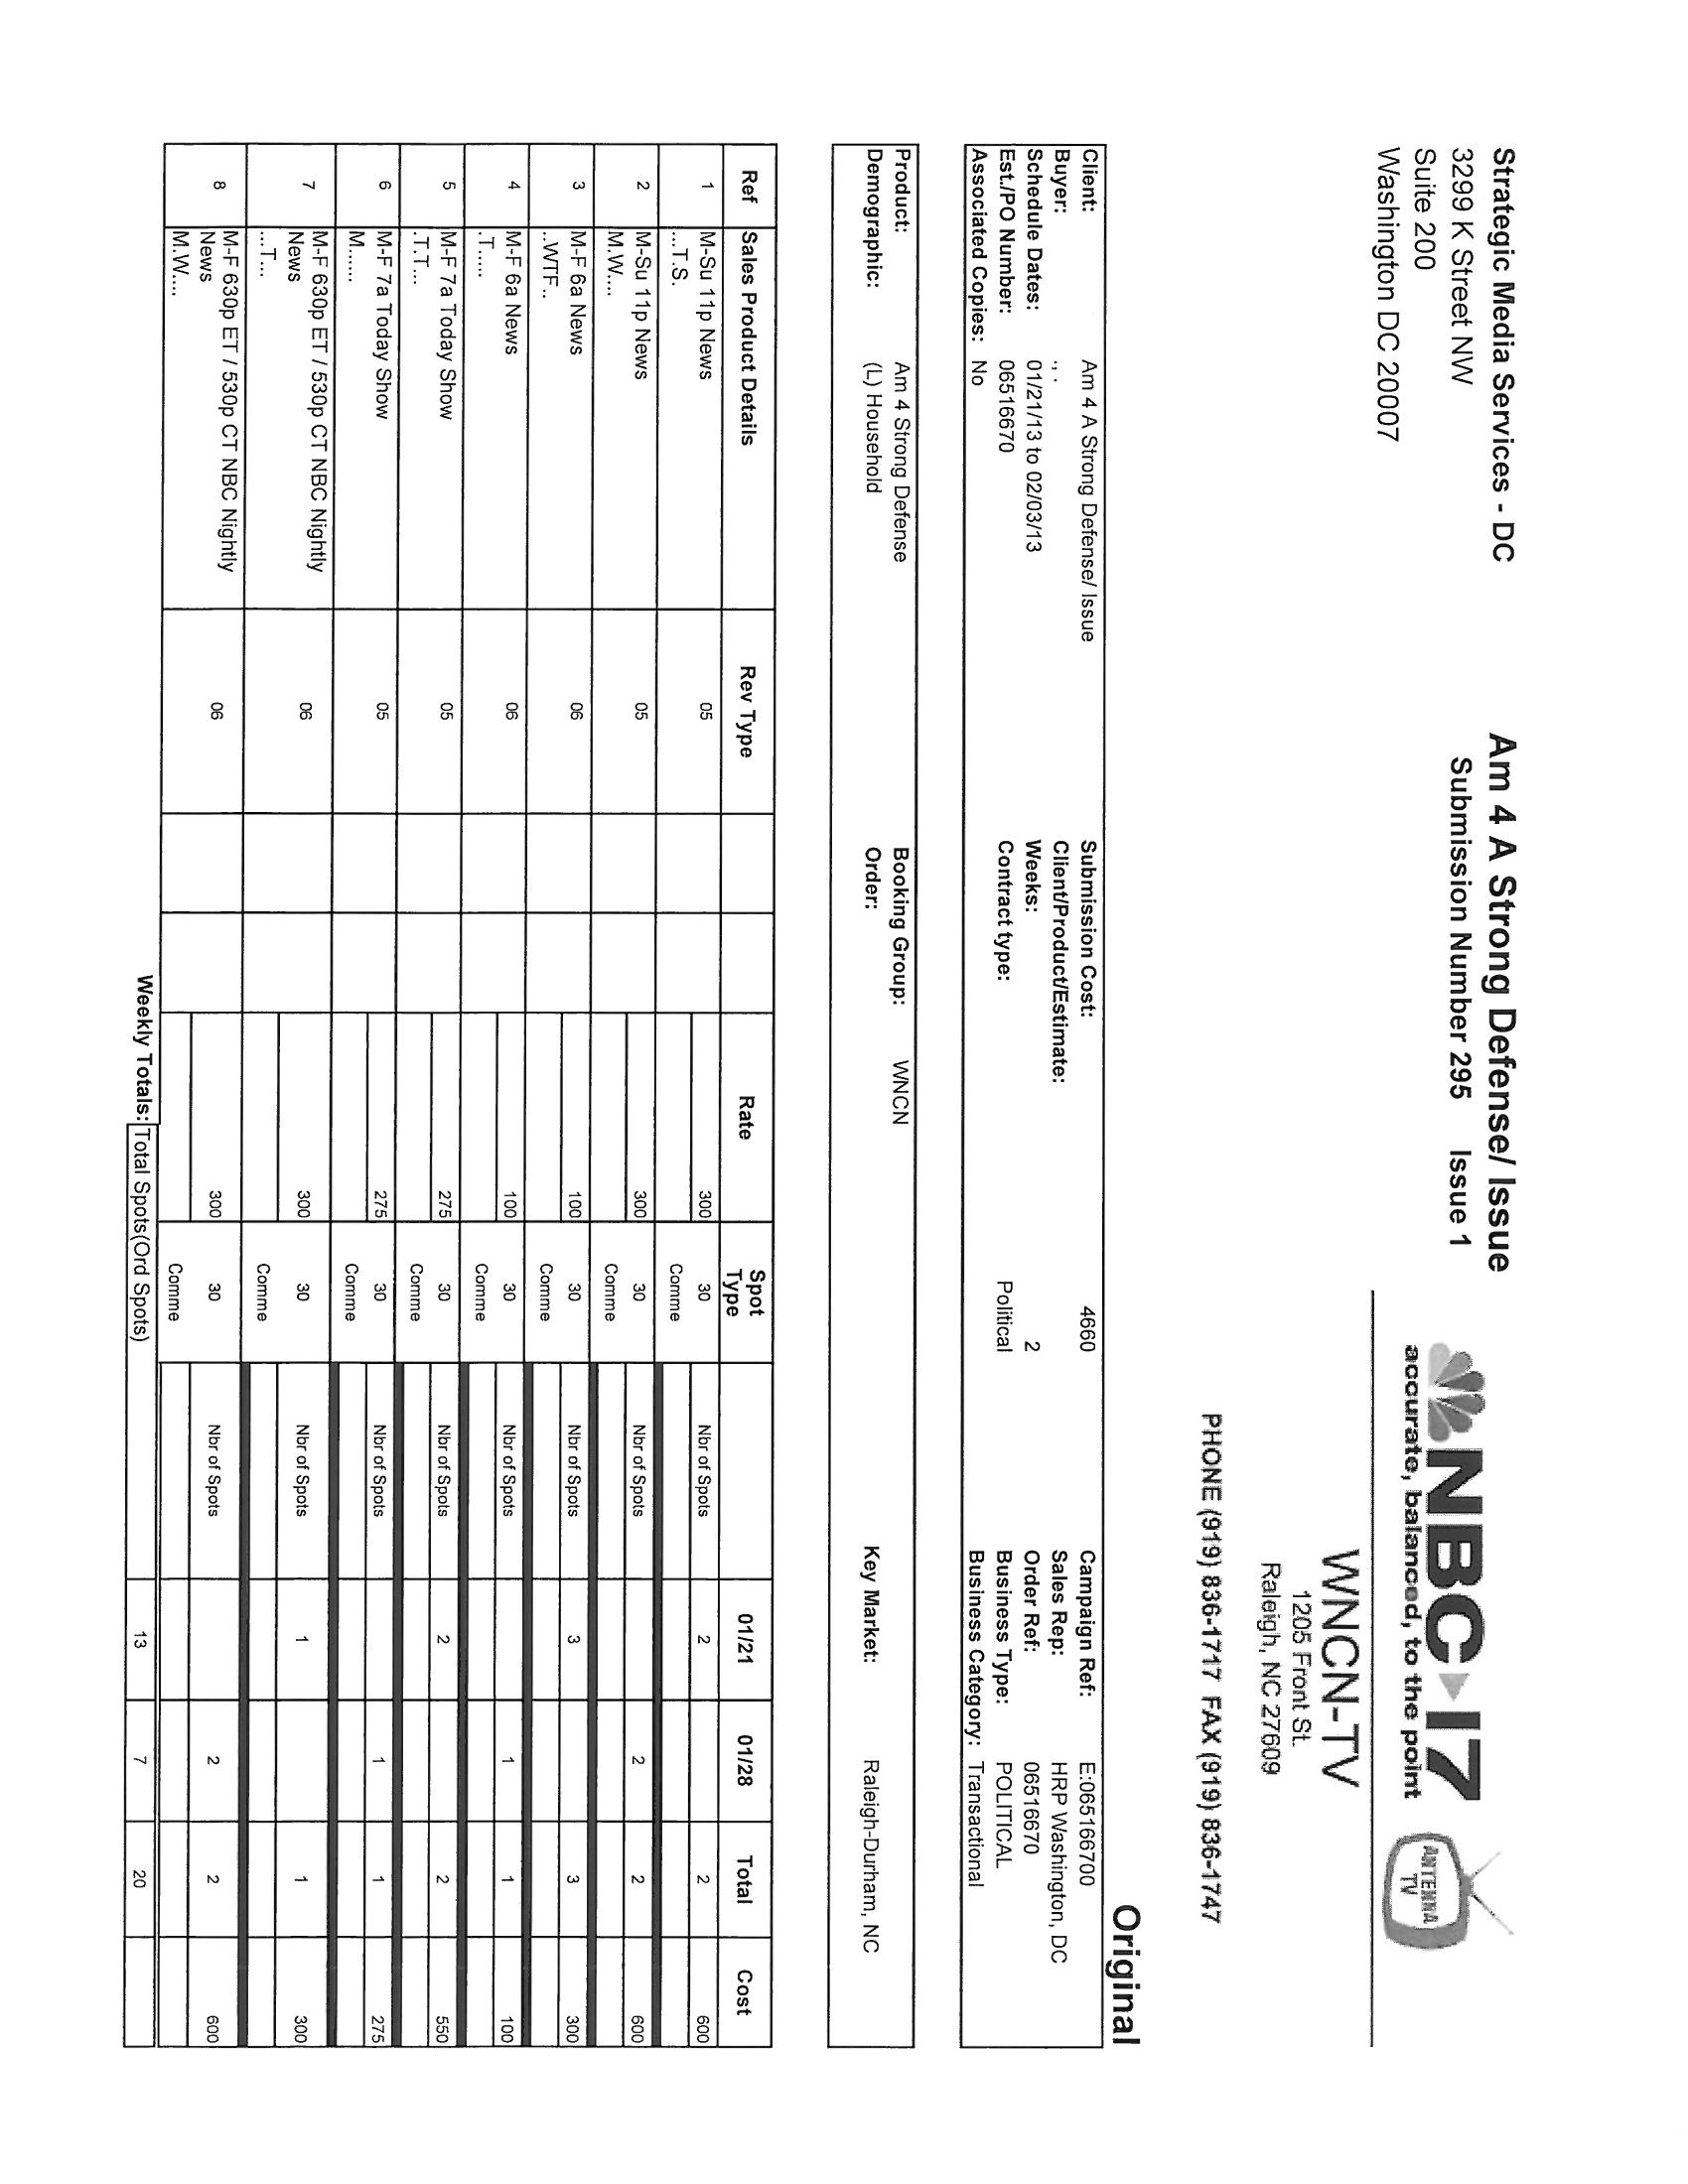 Strategic Media Services - DC
3299 K Street NW
Suite 200
Washington DC 20007
Am 4 A Strong Defense/ Issue
Submission Number 295 Issue 1
NBC 17
accurate, balanced, to the point
ANTENNA TV
WNCN-TV
1205 Front St.
Raleigh, NC 27609
PHONE (919) 836-1717 FAX (919) 836-1747
Original
Client: Am 4 A Strong Defense/ Issue Submission Cost: 4660 Campaign Ref: E:065166700
Buyer: ., . Client/Product/Estimate: Sales Rep: HRP Washington, DC
Schedule Dates: 01/21/13 to 02/03/13 Weeks: 2 Order Ref: 06516670
Est./PO Number: 06516670 Contract type: Political Business Type: POLITICAL
Associated Copies: No Business Category: Transactional
Product: Am 4 Strong Defense Booking Group: WNCN
Demographic: (L) Household Order: Key Market: Raleigh-Durham, NC
Ref Sales Product Details Rev Type Rate Spot Type 01/21 01/28 Total Cost
1 M-Su 11p News 05 300 30 Nbr of Spots 2 2 600
...T.S. Comme
2 M-Su 11p News 05 300 30 Nbr of Spots 2 2 600
M.W.... Comme
3 M-F 6a News 06 100 30 Nbr of Spots 3 3 300
..WTF.. Comme
4 M-F 6a News 06 100 30 Nbr of Spots 1 1 100
.T..... Comme
5 M-F 7a Today Show 05 275 30 Nbr of Spots 2 2 550
.T.T... Comme
6 M-F 7a Today Show 05 275 30 Nbr of Spots 1 1 275
M...... Comme
7 M-F 630p ET / 530p CT NBC Nightly 06 300 30 Nbr of Spots 1 1 300
News
...T... Comme
8 M-F 630p ET / 530p CT NBC Nightly 06 300 30 Nbr of Spots 2 2 600
News
M.W.... Comme
Weekly Totals: Total Spots(Ord Spots) 13 7 20